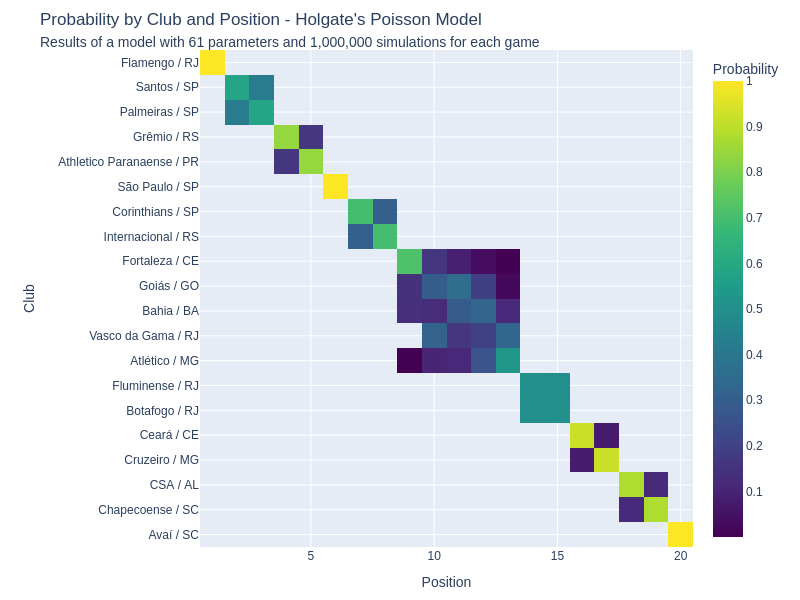 Probability by Club and Position - Holgate's Poisson Model
Results of a model with 61 parameters and 1,000,000 simulations for each game
Probability
Club
Flamengo / RJ
Santos / SP
Palmeiras / SP
Grêmio / RS
Athletico Paranaense / PR
São Paulo / SP
Corinthians / SP
Internacional / RS
Fortaleza / CE
Goiás / GO
Bahia / BA
Vasco da Gama / RJ
Atlético / MG
Fluminense / RJ
Botafogo / RJ
Ceará / CE
Cruzeiro / MG
CSA / AL
Chapecoense / SC
Avaí / SC
1
0.9
0.8
0.7
0.6
0.5
0.4
0.3
0.2
0.1
5 10 15 20
Position